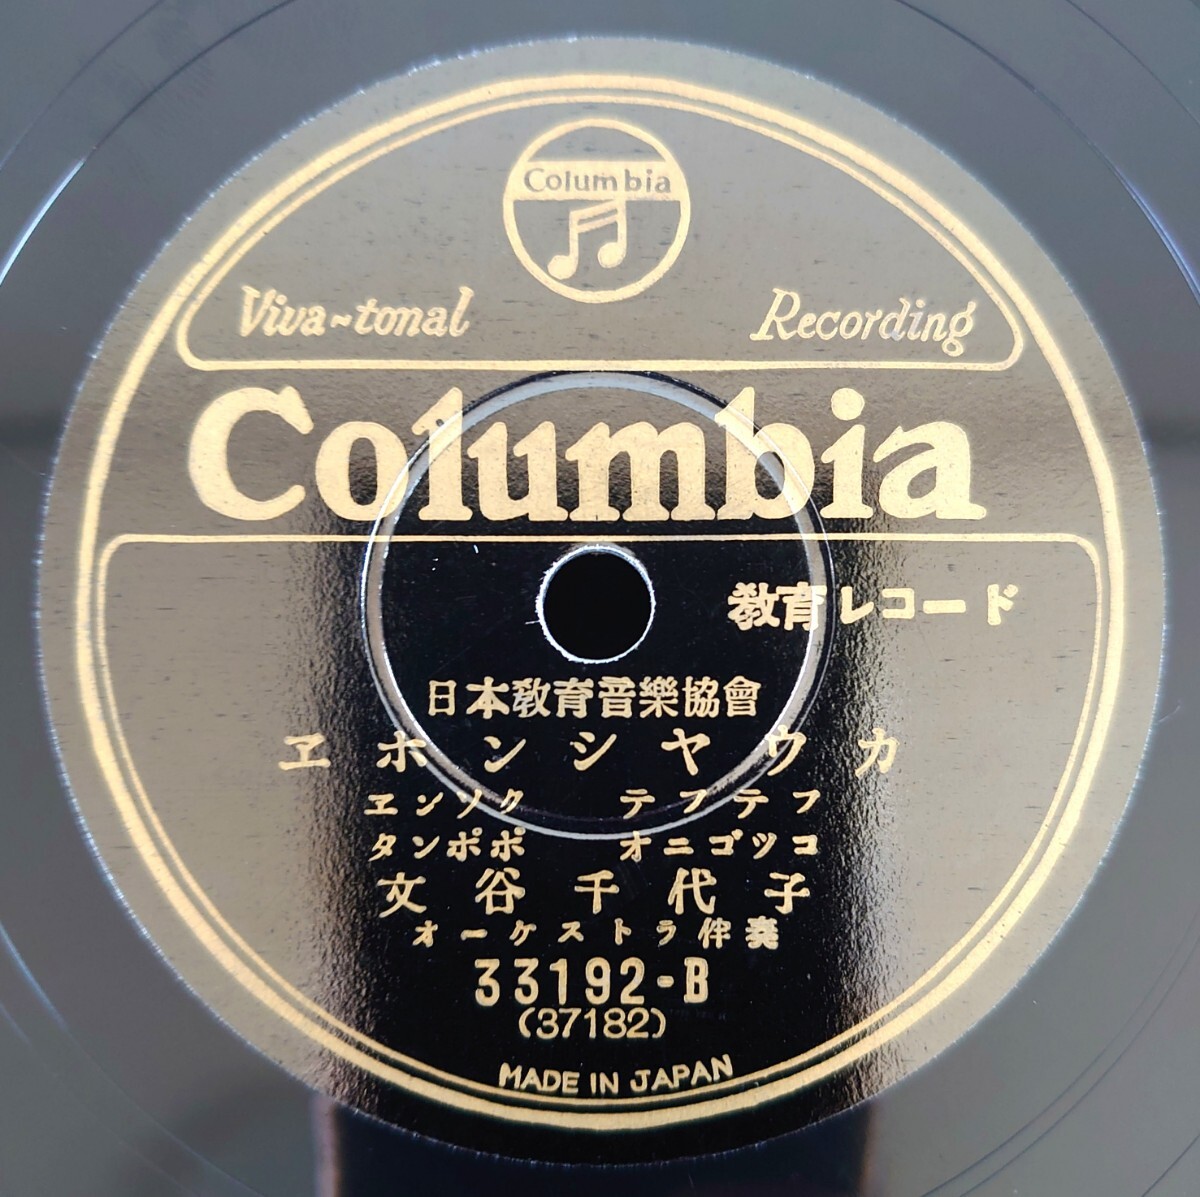 Columbia
Viva-tonal Recording
Columbia
教育レコード
日本教育音樂協會
ヱホンシヤウカ
ヱンソク テフテフ
タンポポ オニゴツコ
文谷千代子
オーケストラ伴奏
33192-B
(37182)
MADE IN JAPAN